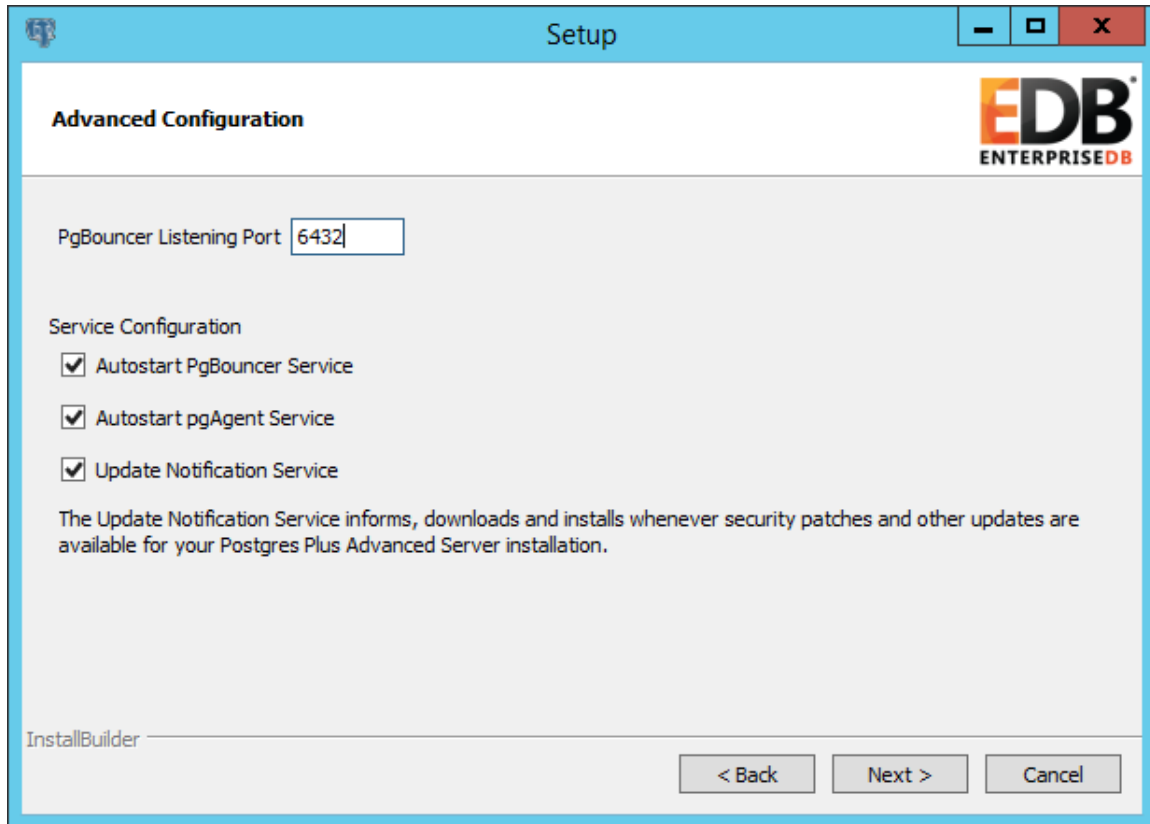 Setup
Advanced Configuration
EDB
ENTERPRISEDB
PgBouncer Listening Port 6432
Service Configuration
Autostart PgBouncer Service
Autostart pgAgent Service
Update Notification Service
The Update Notification Service informs, downloads and installs whenever security patches and other updates are
available for your Postgres Plus Advanced Server installation.
InstallBuilder
< Back Next > Cancel